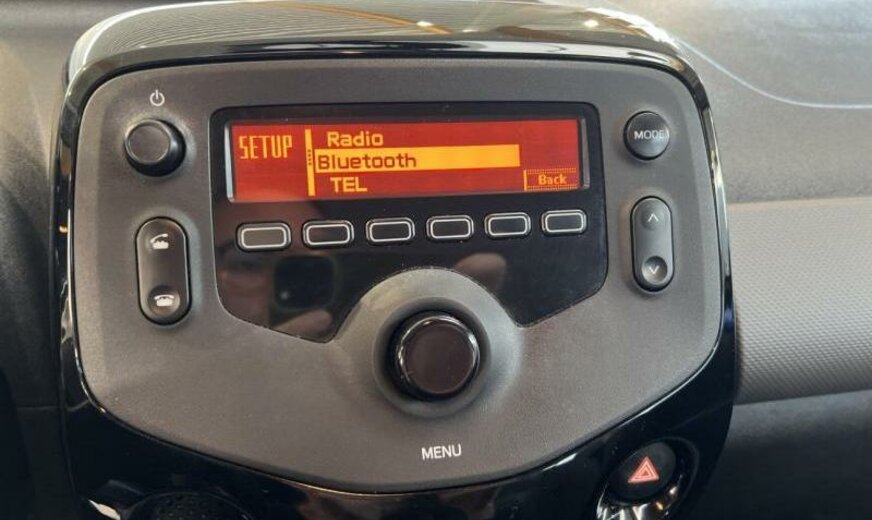 SETUP
Radio
Bluetooth
TEL
Back
MODE
MENU